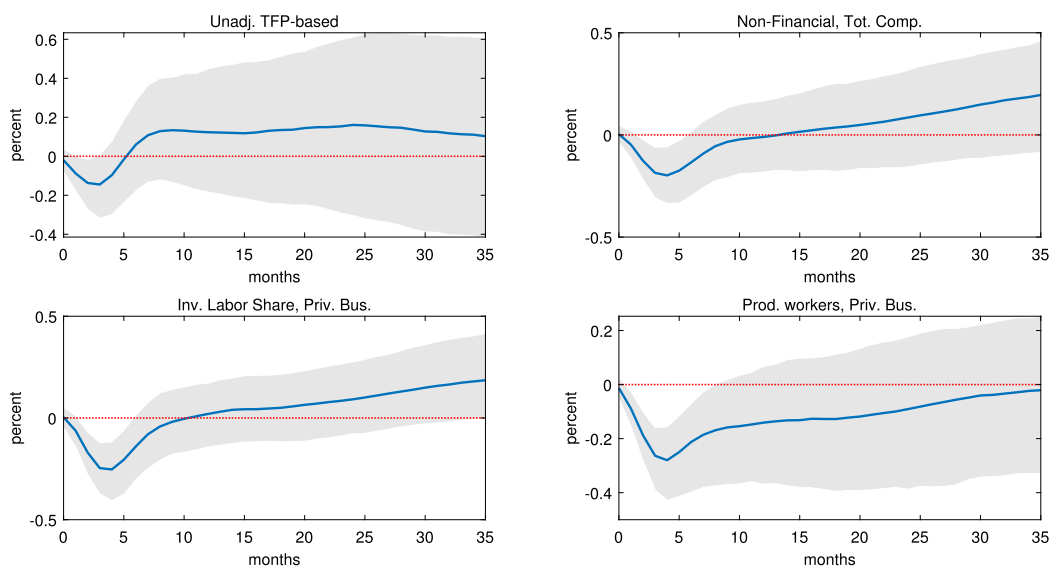 Unadj. TFP-based
0.6
0.4
0.2
0
-0.2
-0.4
percent
0 5 10 15 20 25 30 35
months
Non-Financial, Tot. Comp.
0.5
0
-0.5
percent
0 5 10 15 20 25 30 35
months
Inv. Labor Share, Priv. Bus.
0.5
0
-0.5
percent
0 5 10 15 20 25 30 35
months
Prod. workers, Priv. Bus.
0.2
0
-0.2
-0.4
percent
0 5 10 15 20 25 30 35
months